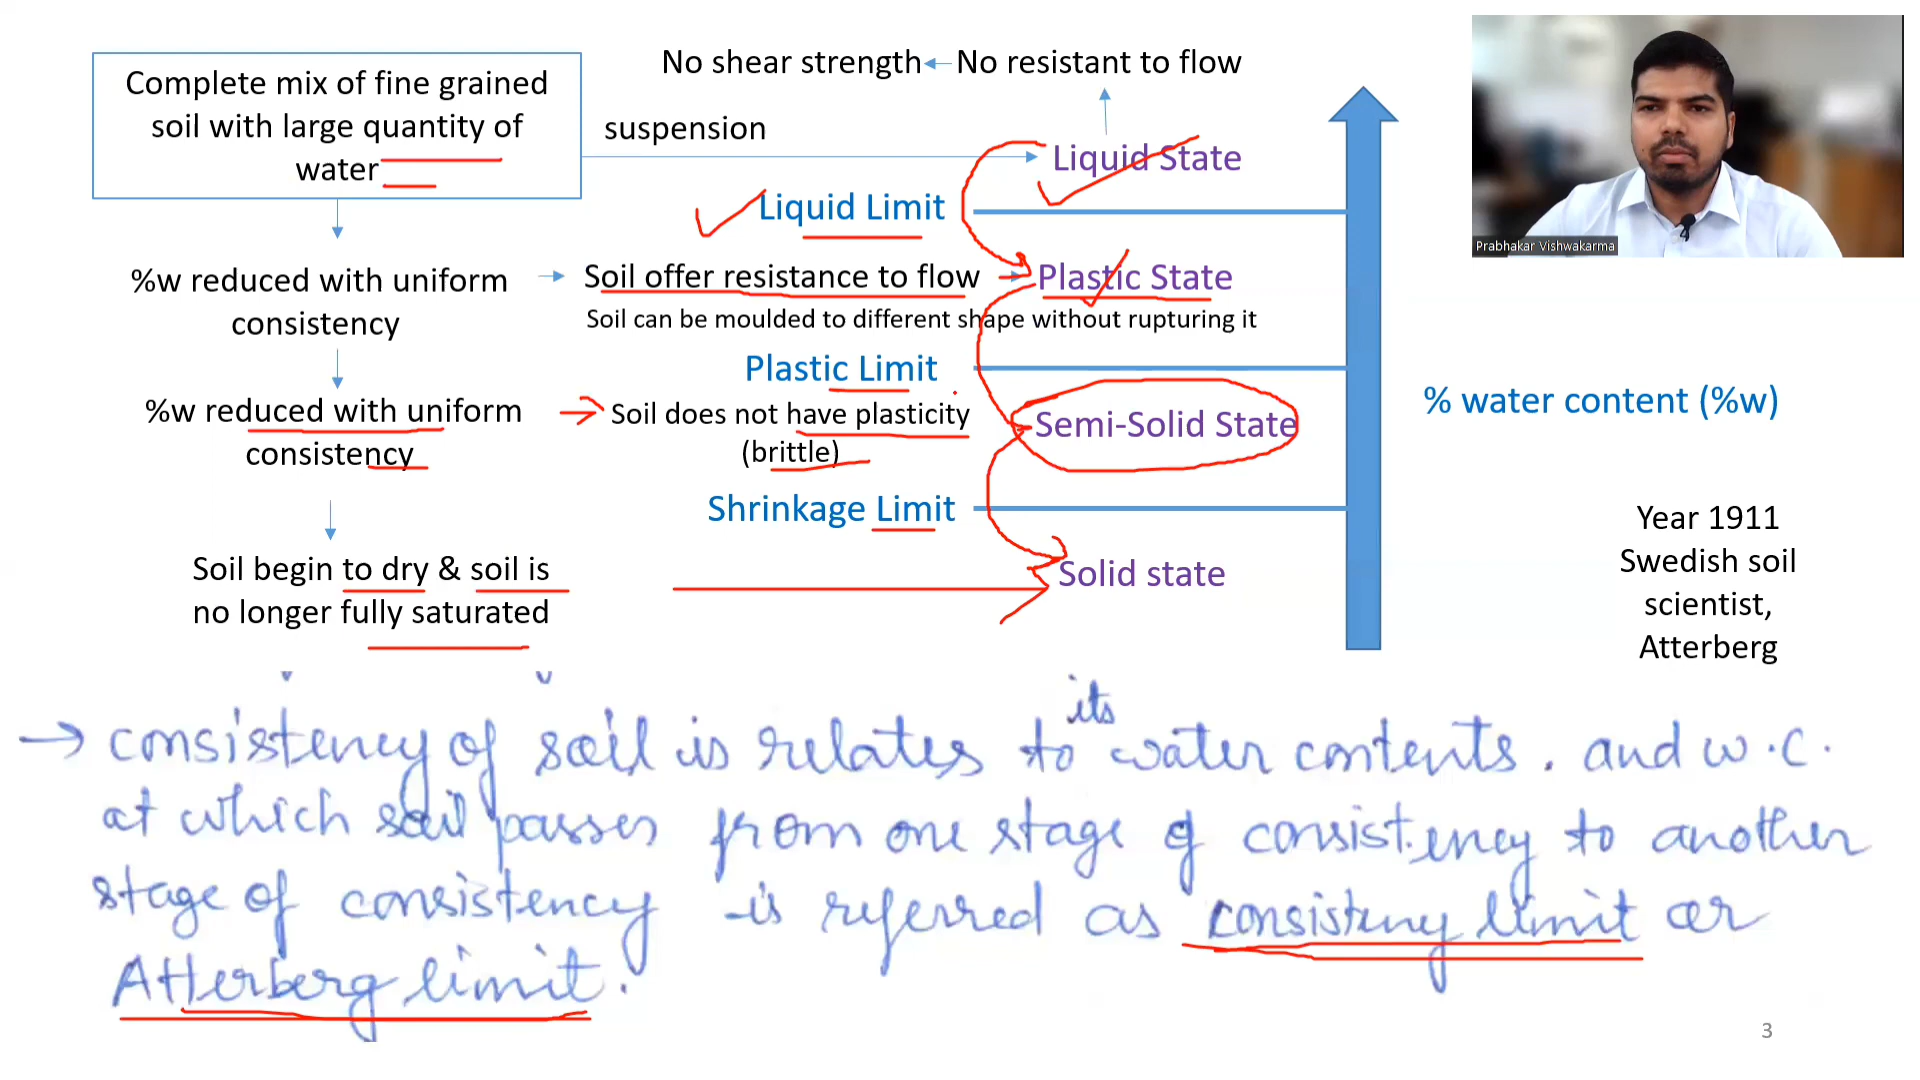 No shear strength
No resistant to flow
Complete mix of fine grained
soil with large quantity of
water
suspension
Liquid State
Liquid Limit
%w reduced with uniform
consistency
Soil offer resistance to flow
Plastic State
Soil can be moulded to different shape without rupturing it
Plastic Limit
%w reduced with uniform
consistency
Soil does not have plasticity
(brittle)
Semi-Solid State
Shrinkage Limit
Soil begin to dry & soil is
no longer fully saturated
Solid state
% water content (%w)
Year 1911
Swedish soil
scientist,
Atterberg
Prabhakar Vishwakarma
→ consistency of soil is relates to its water contents. and w.c.
at which soil passes from one stage of consistency to another
stage of consistency is referred as consisteny limit or
Atterberg limit.
3